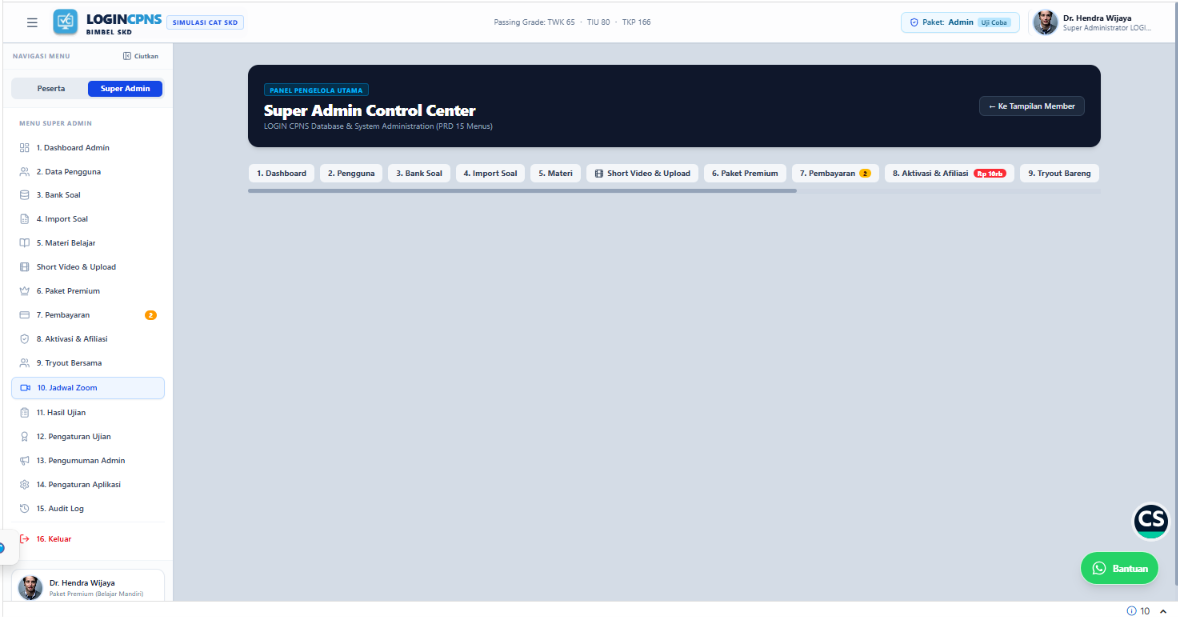 LOGINCPNS
BIMBEL SKD
SIMULASI CAT SKD
Passing Grade: TWK 65 · TIU 80 · TKP 166
Paket: Admin Uji Coba
Dr. Hendra Wijaya
Super Administrator LOGI...
NAVIGASI MENU
Ciutkan
Peserta
Super Admin
MENU SUPER ADMIN
1. Dashboard Admin
2. Data Pengguna
3. Bank Soal
4. Import Soal
5. Materi Belajar
Short Video & Upload
6. Paket Premium
7. Pembayaran 2
8. Aktivasi & Afiliasi
9. Tryout Bersama
10. Jadwal Zoom
11. Hasil Ujian
12. Pengaturan Ujian
13. Pengumuman Admin
14. Pengaturan Aplikasi
15. Audit Log
16. Keluar
Dr. Hendra Wijaya
Paket Premium (Belajar Mandiri)
PANEL PENGELOLA UTAMA
Super Admin Control Center
LOGIN CPNS Database & System Administration (PRD 15 Menus)
← Ke Tampilan Member
1. Dashboard
2. Pengguna
3. Bank Soal
4. Import Soal
5. Materi
Short Video & Upload
6. Paket Premium
7. Pembayaran 2
8. Aktivasi & Afiliasi Rp 10rb
9. Tryout Bareng
CS
Bantuan
10